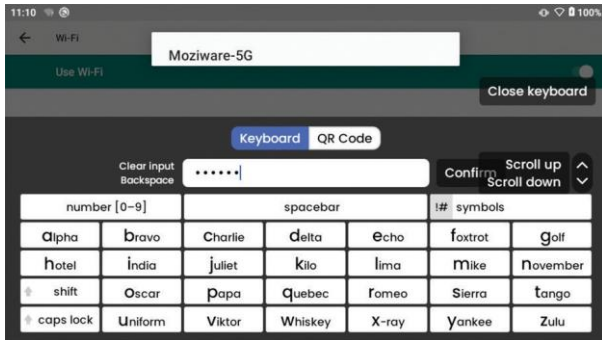 11:10 100%
Wi-Fi
Moziware-5G
Use Wi-Fi
Close keyboard
Keyboard QR Code
Clear input
Backspace
•••••• Confirm Scroll up
Scroll down
number [0-9] spacebar !# symbols
alpha bravo Charlie delta echo foxtrot golf
hotel india juliet Kilo lima mike november
shift Oscar papa quebec romeo Sierra tango
caps lock Uniform Viktor Whiskey X-ray Yankee Zulu